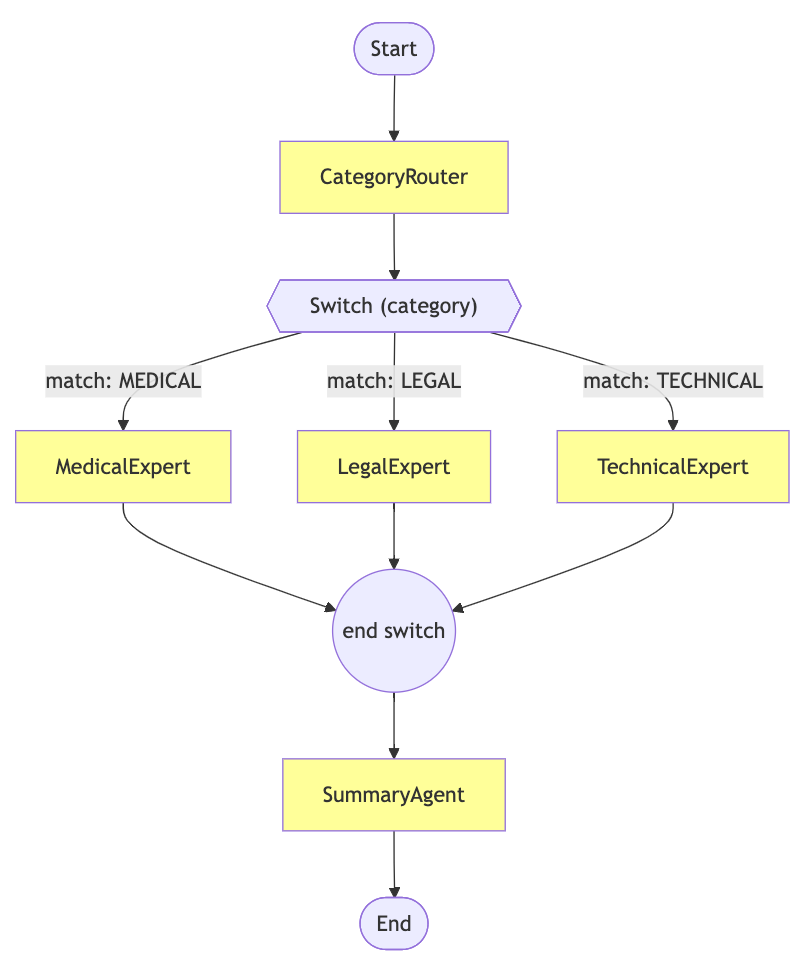 Start
CategoryRouter
Switch (category)
match: MEDICAL
match: LEGAL
match: TECHNICAL
MedicalExpert
LegalExpert
TechnicalExpert
end switch
SummaryAgent
End